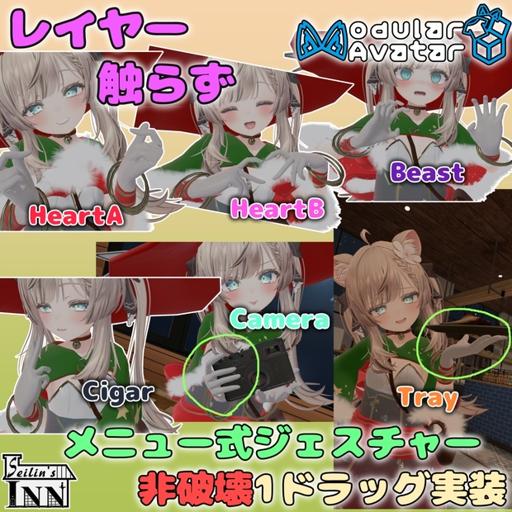 レイヤー
触らず
Modular
Avatar
HeartA
HeartB
Beast
Cigar
Camera
Tray
メニュー式ジェスチャー
非破壊1ドラッグ実装
Seilin's
INN